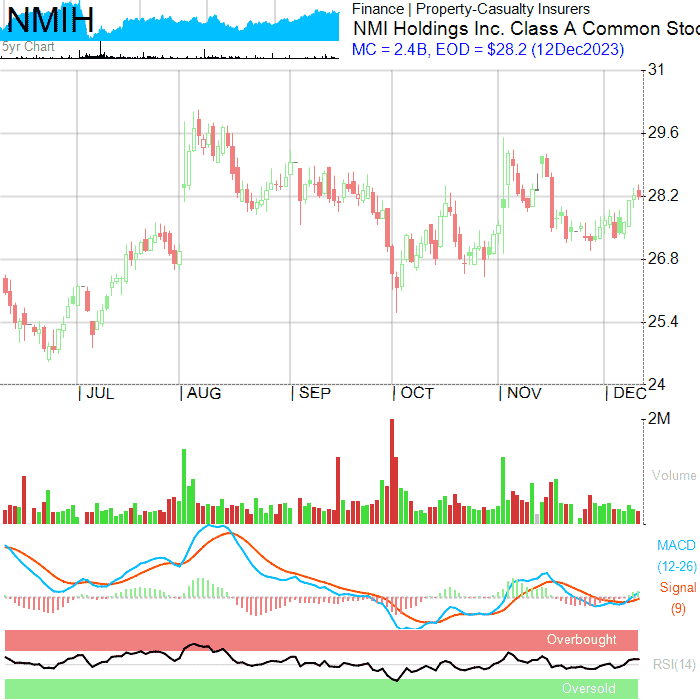 NMIH
5yr Chart
Finance | Property-Casualty Insurers
NMI Holdings Inc. Class A Common Stoc
MC = 2.4B, EOD = $28.2 (12Dec2023)
31
29.6
28.2
26.8
25.4
24
| JUL | AUG | SEP | OCT | NOV | DEC
2M
Volume
MACD
(12-26)
Signal
(9)
Overbought
RSI(14)
Oversold